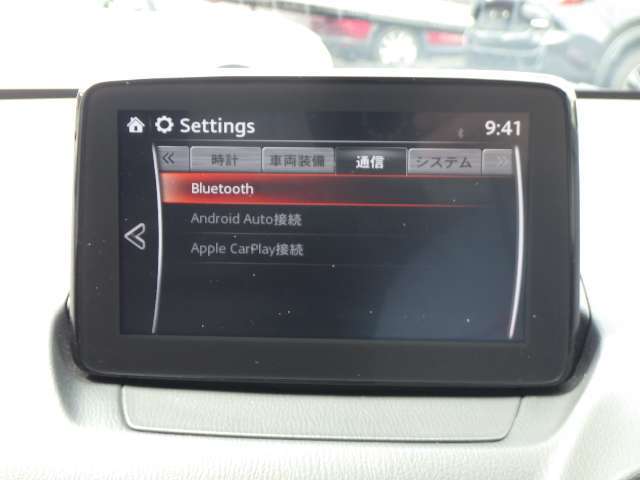 Settings 9:41
時計 車両装備 通信 システム
Bluetooth
Android Auto接続
Apple CarPlay接続